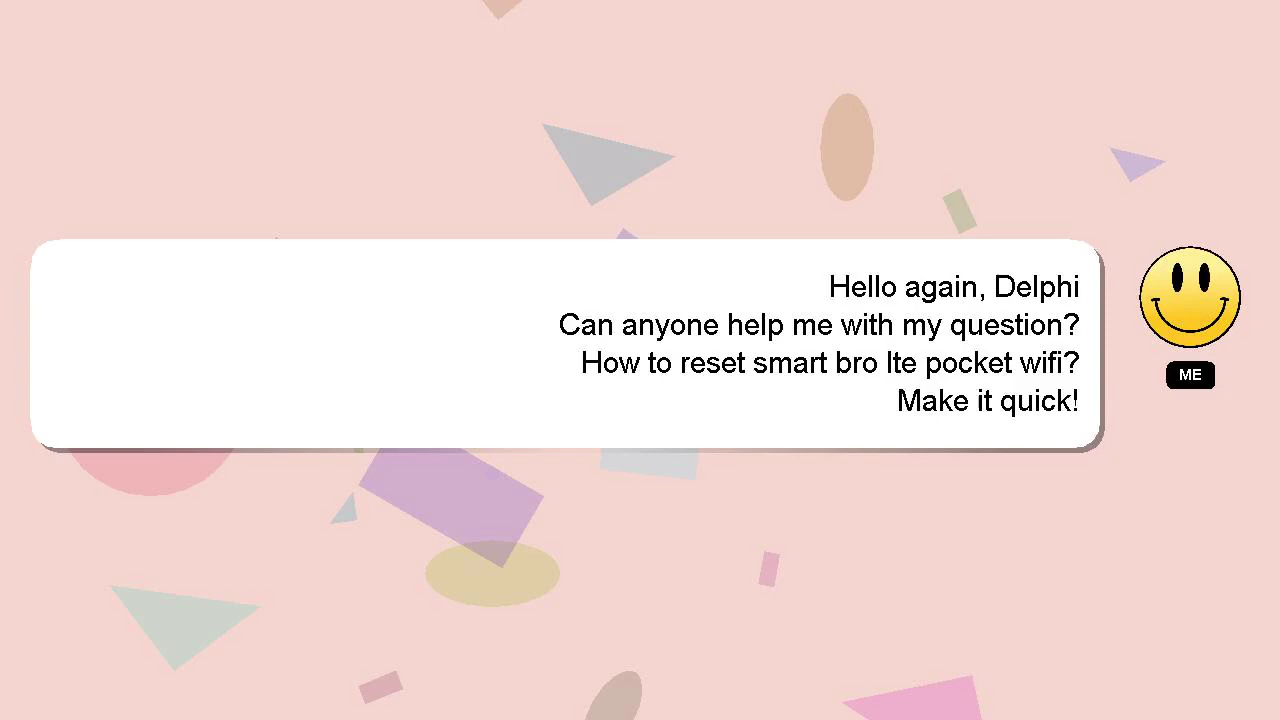 Hello again, Delphi
Can anyone help me with my question?
How to reset smart bro lte pocket wifi?
Make it quick!
ME